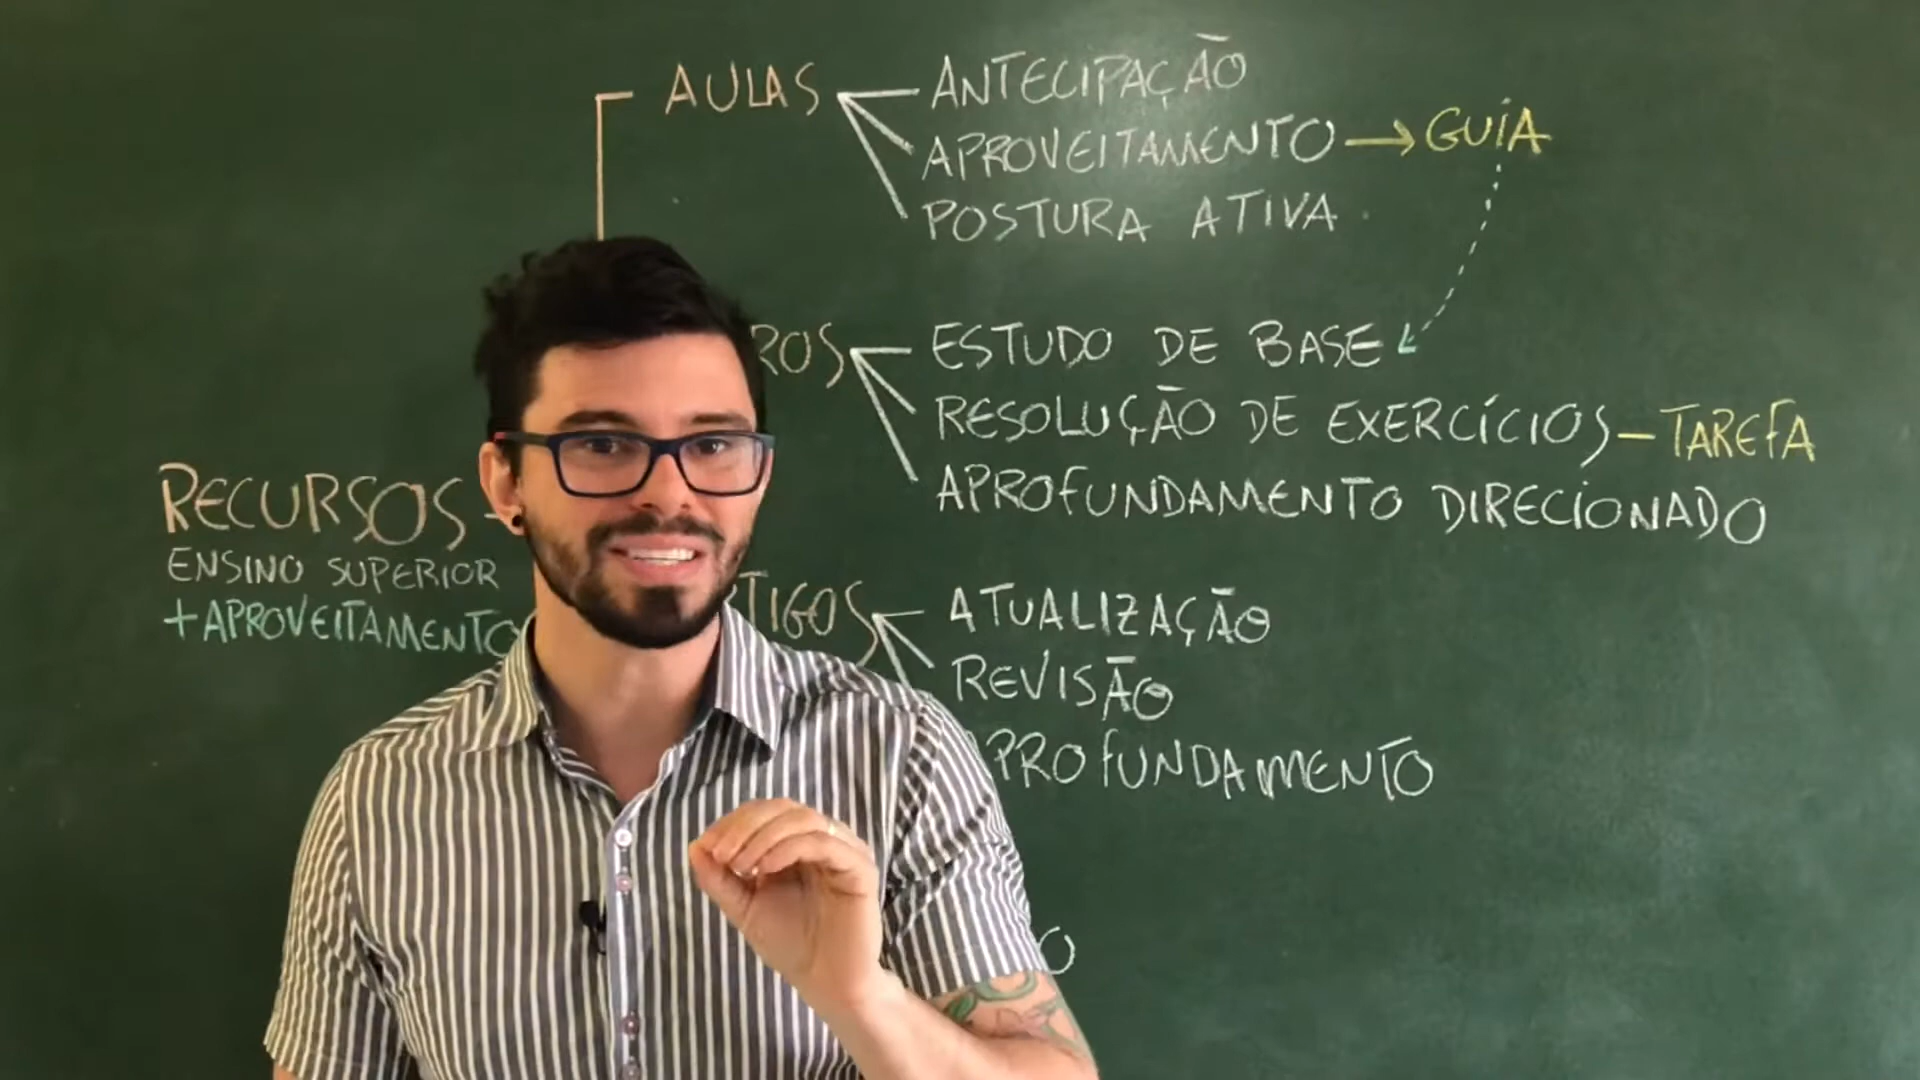 AULAS
ANTECIPAÇÃO
APROVEITAMENTO → GUIA
POSTURA ATIVA
ROS
ESTUDO DE BASE
RESOLUÇÃO DE EXERCÍCIOS - TAREFA
APROFUNDAMENTO DIRECIONADO
RECURSOS
ENSINO SUPERIOR
+ APROVEITAMENTO
TIGOS
ATUALIZAÇÃO
REVISÃO
APROFUNDAMENTO
O